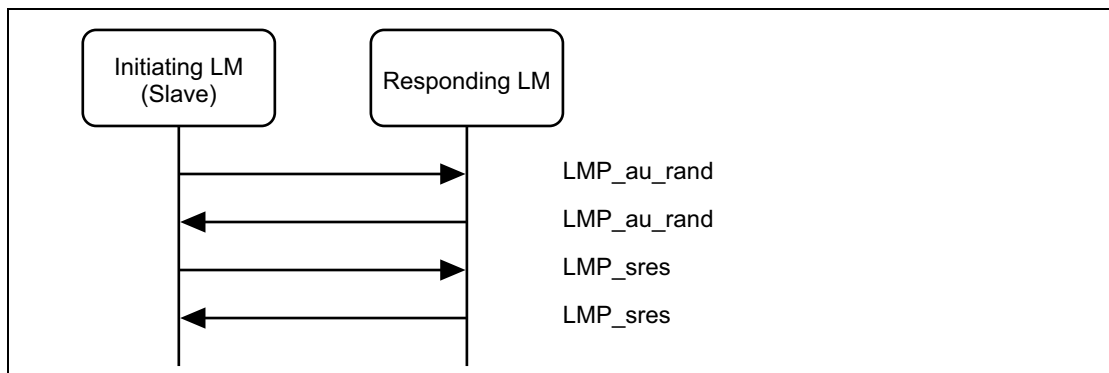 Initiating LM
(Slave)
Responding LM
LMP_au_rand
LMP_au_rand
LMP_sres
LMP_sres